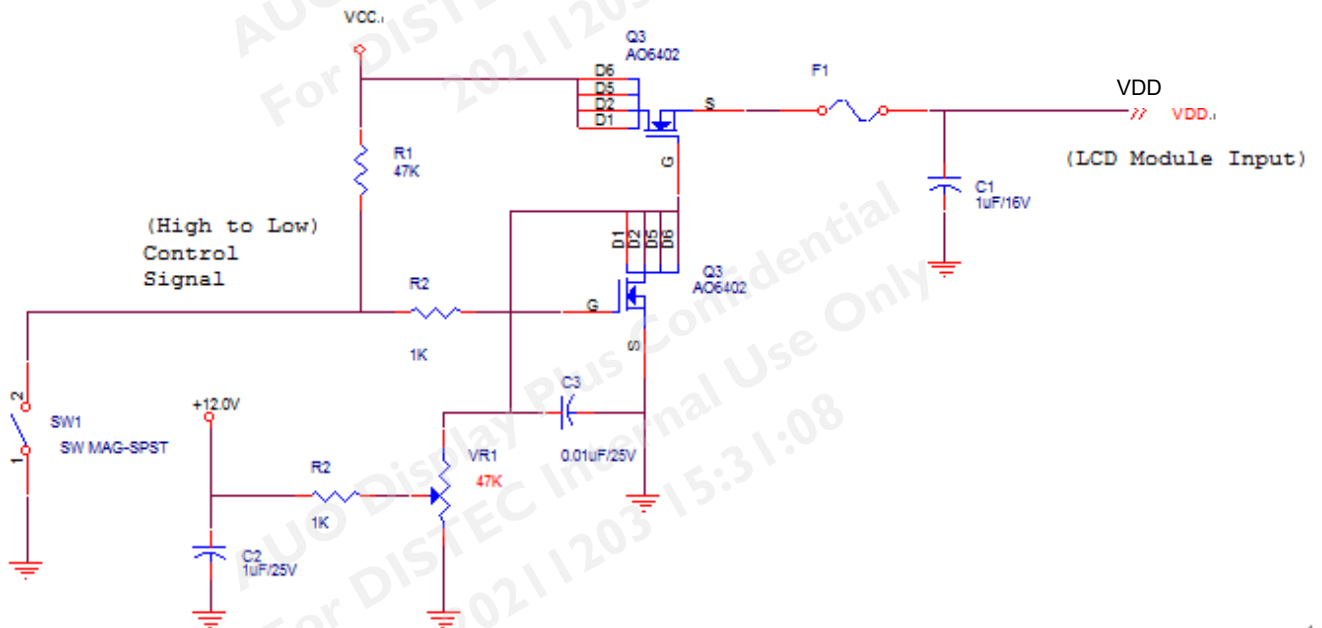 AUO Display Plus Confidential
For DISTEC Internal Use Only
20211203 15:31:08
VCC.
Q3
AO6402
D6
D5
D2
D1
S
G
F1
VDD
VDD.
(LCD Module Input)
R1
47K
C1
1uF/16V
(High to Low)
Control
Signal
D1
D2
D5
D6
Q3
AO6402
R2
1K
G
S
2
1
SW1
SW MAG-SPST
+12.0V
C3
0.01uF/25V
R2
1K
VR1
47K
C2
1uF/25V